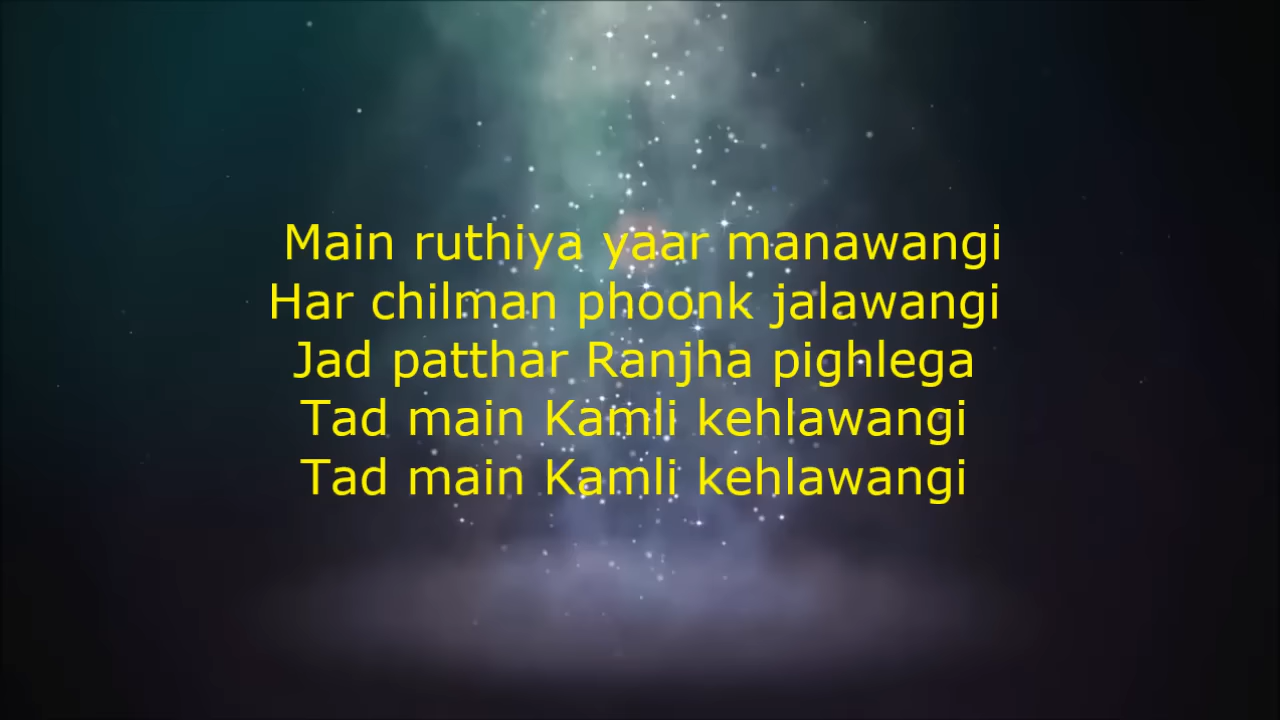 Main ruthiya yaar manawangi
Har chilman phoonk jalawangi
Jad patthar Ranjha pighlega
Tad main Kamli kehlawangi
Tad main Kamli kehlawangi